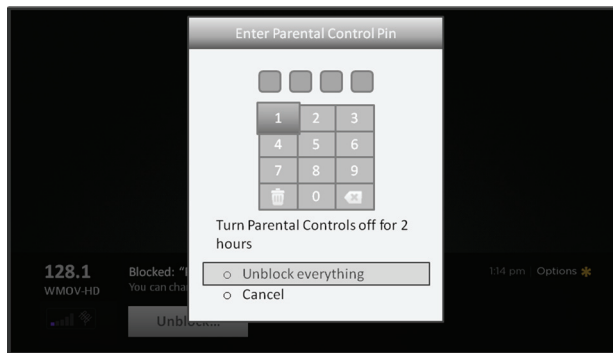 Enter Parental Control Pin
1 2 3
4 5 6
7 8 9
0
Turn Parental Controls off for 2
hours
Unblock everything
Cancel
128.1
WMOV-HD
Blocked: "I
You can cha
1:14 pm Options
Unblock...